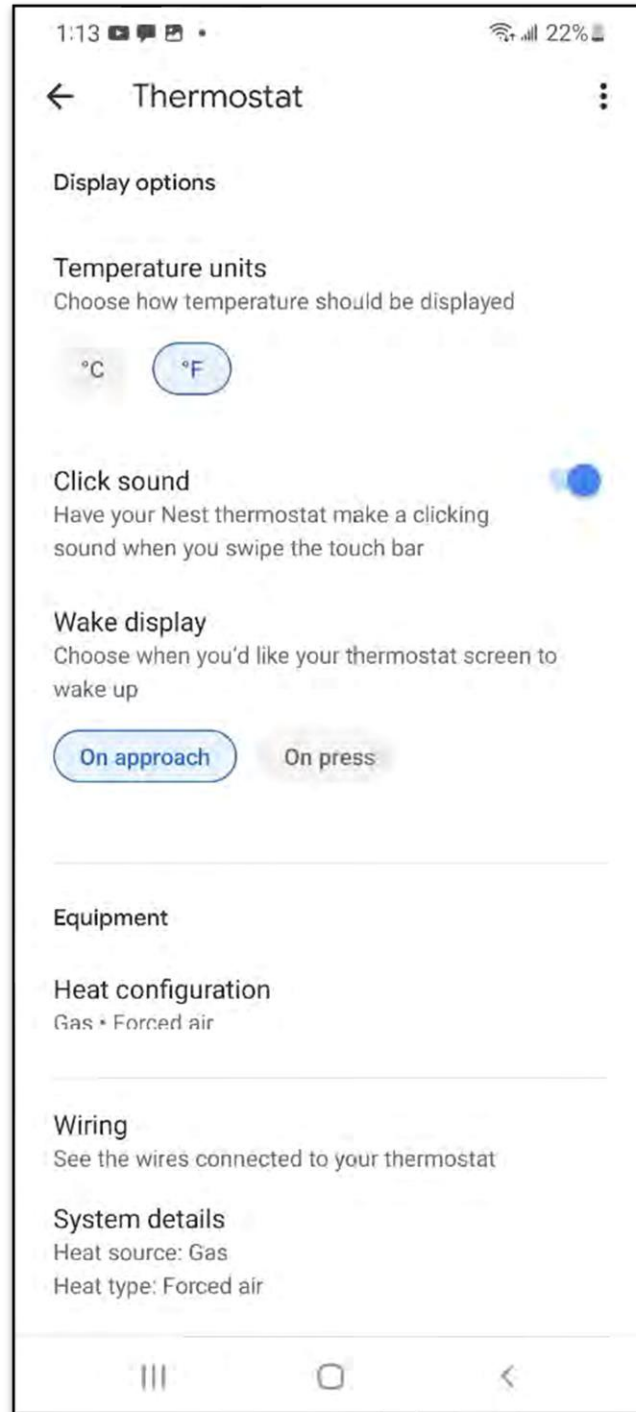 1:13
22%
Thermostat
Display options
Temperature units
Choose how temperature should be displayed
°C °F
Click sound
Have your Nest thermostat make a clicking
sound when you swipe the touch bar
Wake display
Choose when you'd like your thermostat screen to
wake up
On approach On press
Equipment
Heat configuration
Gas • Forced air
Wiring
See the wires connected to your thermostat
System details
Heat source: Gas
Heat type: Forced air